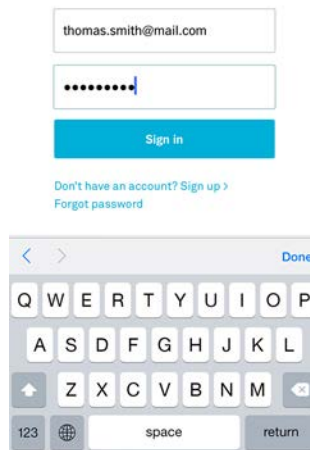 thomas.smith@mail.com
•••••••••
Sign in
Don't have an account? Sign up >
Forgot password
Done
Q W E R T Y U I O P
A S D F G H J K L
Z X C V B N M
123 space return